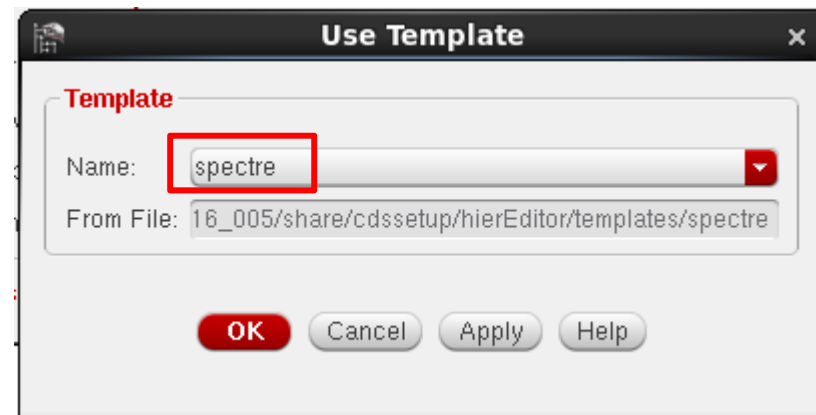 Use Template
Template
Name: spectre
From File: 16_005/share/cdssetup/hierEditor/templates/spectre
OK Cancel Apply Help